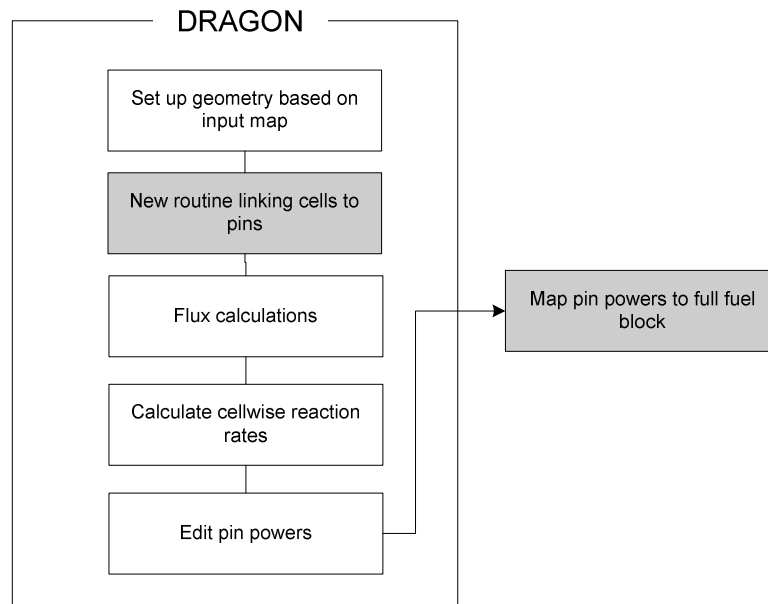 DRAGON
Set up geometry based on
input map
New routine linking cells to
pins
Flux calculations
Calculate cellwise reaction
rates
Edit pin powers
Map pin powers to full fuel
block